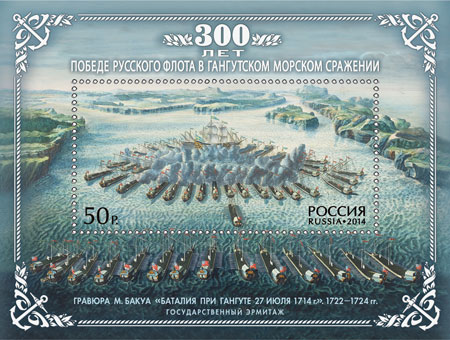 300
ЛЕТ
ПОБЕДЕ РУССКОГО ФЛОТА В ГАНГУТСКОМ МОРСКОМ СРАЖЕНИИ
50 Р.
РОССИЯ
RUSSIA • 2014
ГРАВЮРА М. БАКУА «БАТАЛИЯ ПРИ ГАНГУТЕ 27 ИЮЛЯ 1714 г.». 1722–1724 гг.
ГОСУДАРСТВЕННЫЙ ЭРМИТАЖ